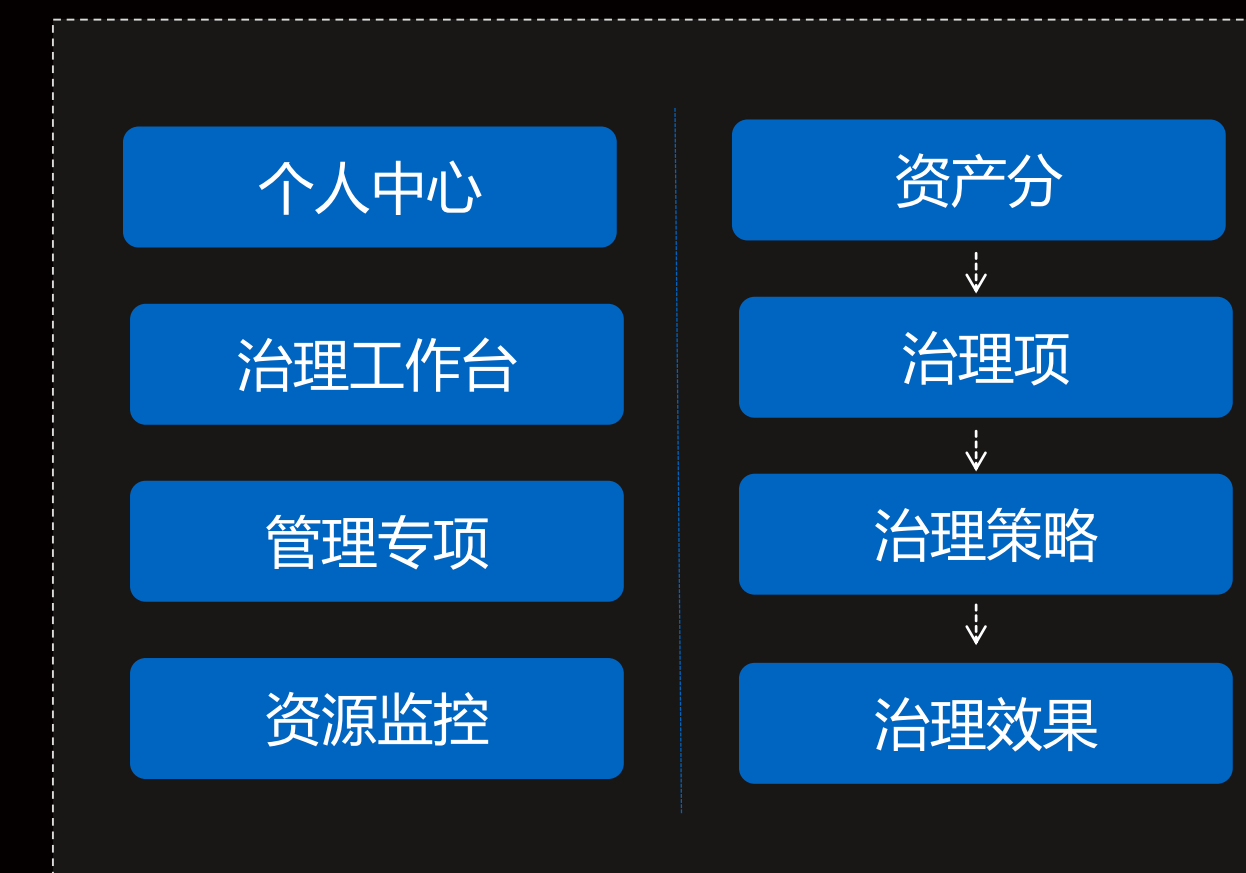 个人中心
治理工作台
管理专项
资源监控
资产分
治理项
治理策略
治理效果